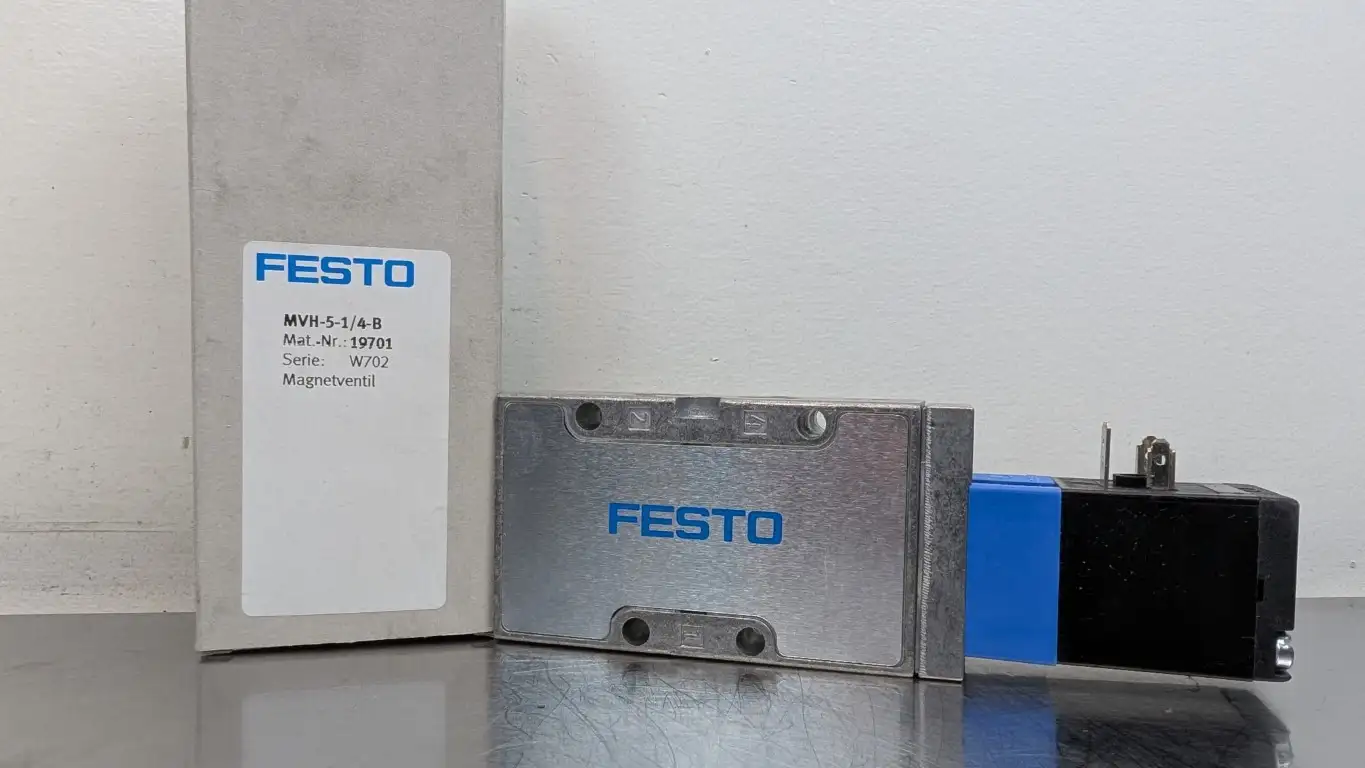 FESTO
MVH-5-1/4-B
Mat.-Nr.: 19701
Serie: W702
Magnetventil
FESTO